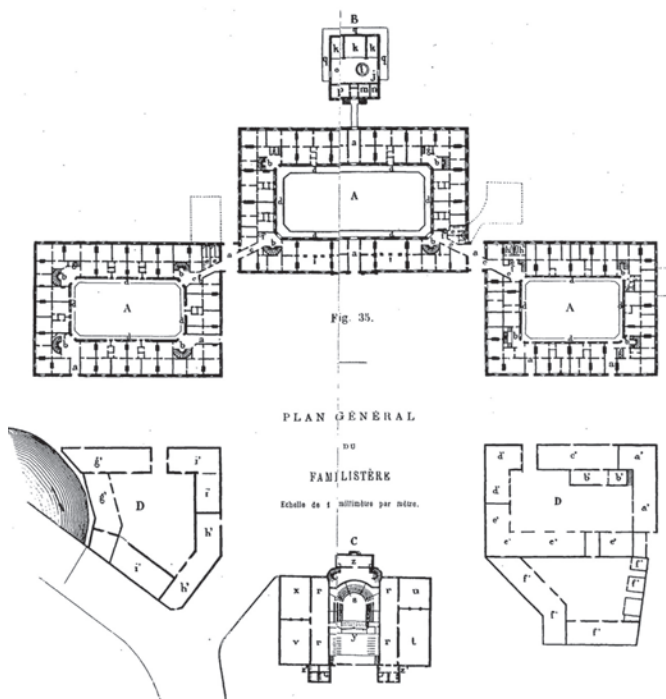 B
q
k k k
q q
j
p m n
a
b b
d d
d A d
d d
b b
a
a a
b b
d
d A d
d
b b
a a
b b
d
d A d
d
b b
a
Fig. 35.
PLAN GÉNÉRAL
DU
FAMILISTÈRE
Echelle de 1 millimètre par mètre.
g' i'
g' D i'
h'
i'
h'
d' c' a'
b' b'
d' D
e' a'
e' e' e'
f' f'
f'
f' f'
C
z
x r r u
s
y
v r r t